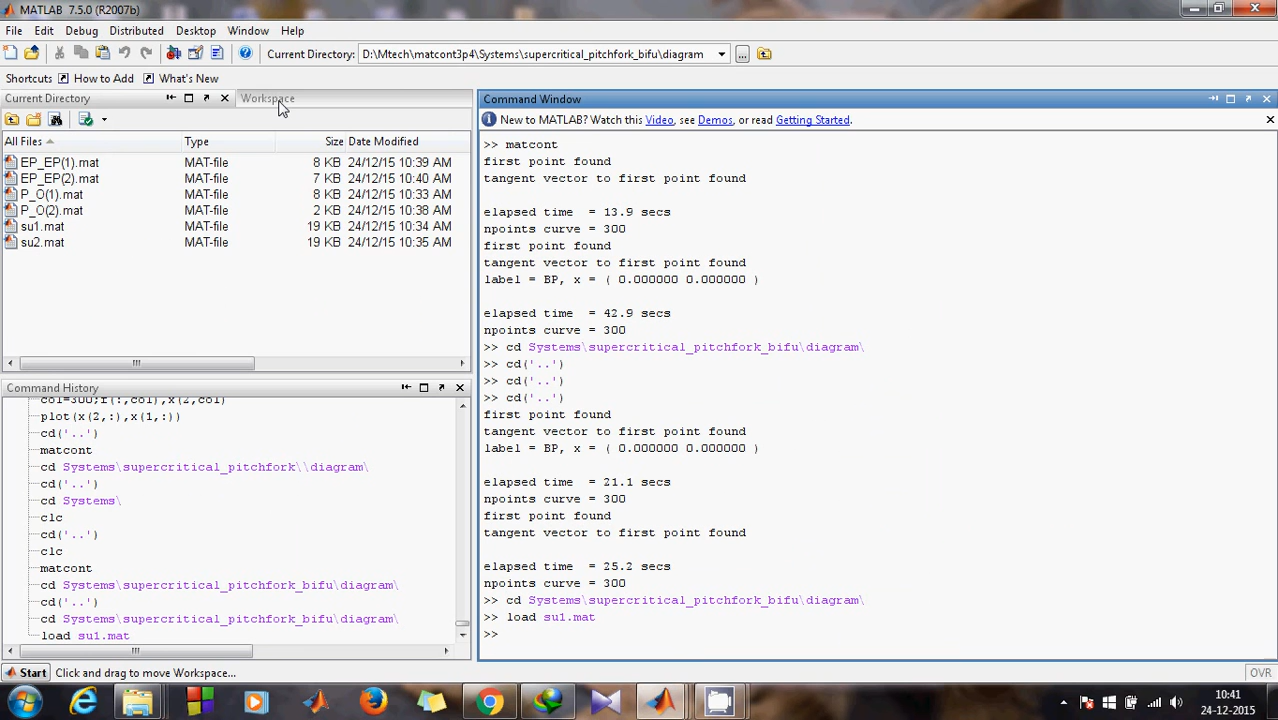 MATLAB 7.5.0 (R2007b)
File Edit Debug Distributed Desktop Window Help
Current Directory: D:\Mtech\matcont3p4\Systems\supercritical_pitchfork_bifu\diagram ...
Shortcuts How to Add What's New
Current Directory Workspace
All Files Type Size Date Modified
EP_EP(1).mat MAT-file 8 KB 24/12/15 10:39 AM
EP_EP(2).mat MAT-file 7 KB 24/12/15 10:40 AM
P_O(1).mat MAT-file 8 KB 24/12/15 10:33 AM
P_O(2).mat MAT-file 2 KB 24/12/15 10:38 AM
su1.mat MAT-file 19 KB 24/12/15 10:34 AM
su2.mat MAT-file 19 KB 24/12/15 10:35 AM
Command History
col=300;f(:,col),x(2,col)
plot(x(2,:),x(1,:))
cd('..')
matcont
cd Systems\supercritical_pitchfork\\diagram\
cd('..')
cd Systems\
clc
cd('..')
clc
matcont
cd Systems\supercritical_pitchfork_bifu\diagram\
cd('..')
cd Systems\supercritical_pitchfork_bifu\diagram\
load su1.mat
Command Window
New to MATLAB? Watch this Video, see Demos, or read Getting Started.
>> matcont
first point found
tangent vector to first point found
elapsed time = 13.9 secs
npoints curve = 300
first point found
tangent vector to first point found
label = BP, x = ( 0.000000 0.000000 )
elapsed time = 42.9 secs
npoints curve = 300
>> cd Systems\supercritical_pitchfork_bifu\diagram\
>> cd('..')
>> cd('..')
>> cd('..')
first point found
tangent vector to first point found
label = BP, x = ( 0.000000 0.000000 )
elapsed time = 21.1 secs
npoints curve = 300
first point found
tangent vector to first point found
elapsed time = 25.2 secs
npoints curve = 300
>> cd Systems\supercritical_pitchfork_bifu\diagram\
>> load su1.mat
>>
Start Click and drag to move Workspace... OVR
10:41
24-12-2015